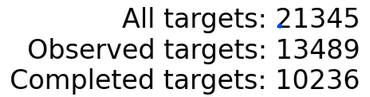 All targets: 21345
Observed targets: 13489
Completed targets: 10236